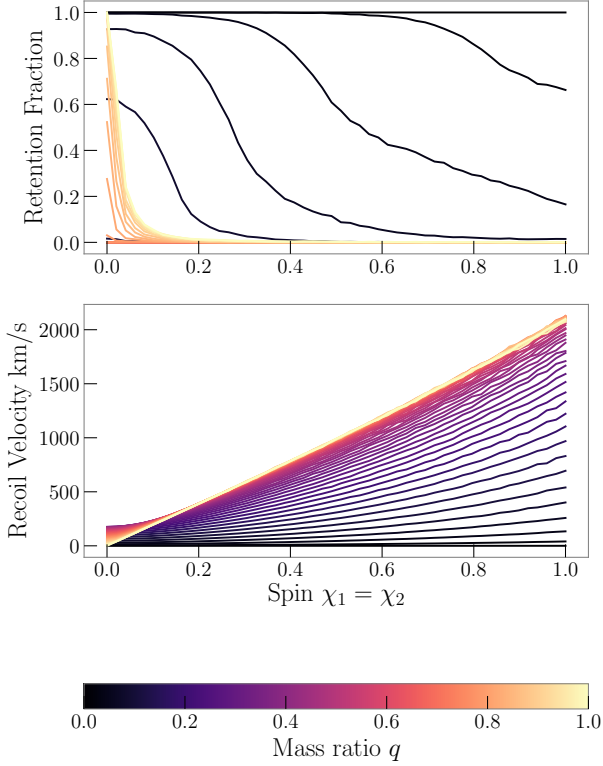 Retention Fraction
1.0
0.8
0.6
0.4
0.2
0.0
0.0 0.2 0.4 0.6 0.8 1.0
Recoil Velocity km/s
2000
1500
1000
500
0
0.0 0.2 0.4 0.6 0.8 1.0
Spin χ₁ = χ₂
0.0 0.2 0.4 0.6 0.8 1.0
Mass ratio q